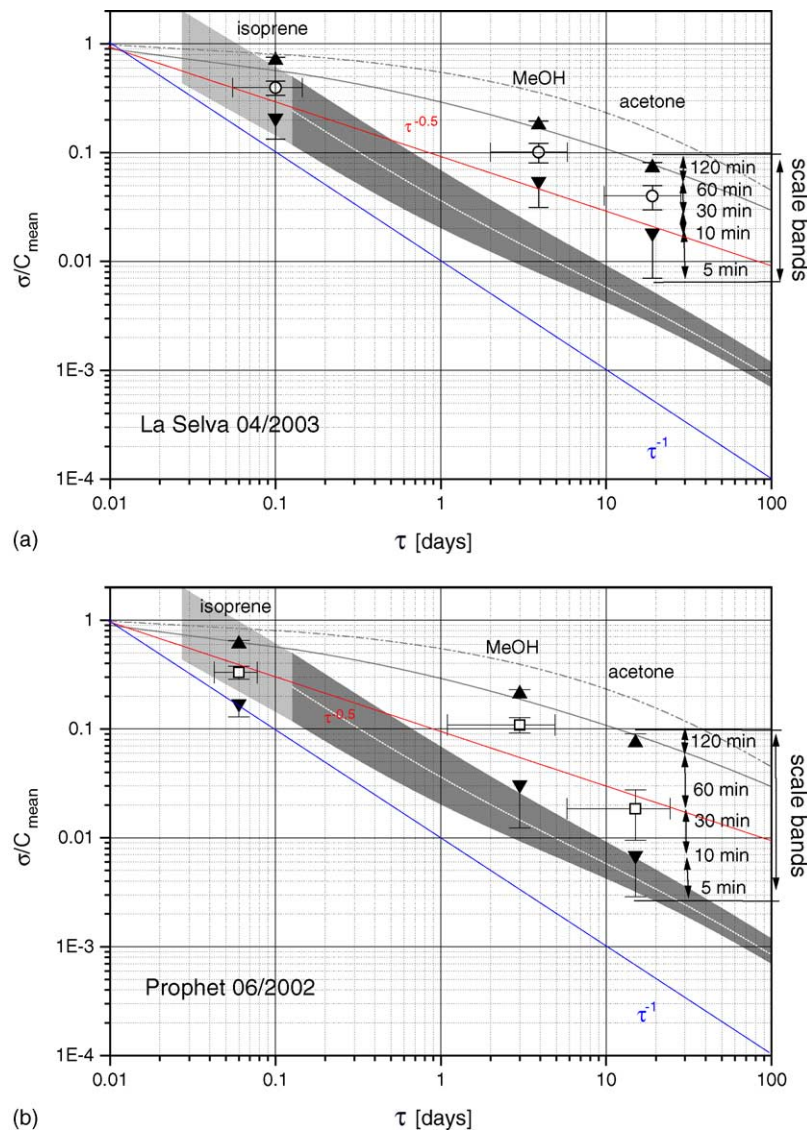 isoprene
MeOH
acetone
τ^-0.5
120 min
60 min
30 min
10 min
5 min
scale bands
1
0.1
0.01
1E-3
1E-4
σ/C_mean
La Selva 04/2003
τ^-1
0.01
0.1
1
10
100
(a)
τ [days]
isoprene
MeOH
acetone
τ^-0.5
120 min
60 min
30 min
10 min
5 min
scale bands
1
0.1
0.01
1E-3
1E-4
σ/C_mean
Prophet 06/2002
τ^-1
0.01
0.1
1
10
100
(b)
τ [days]